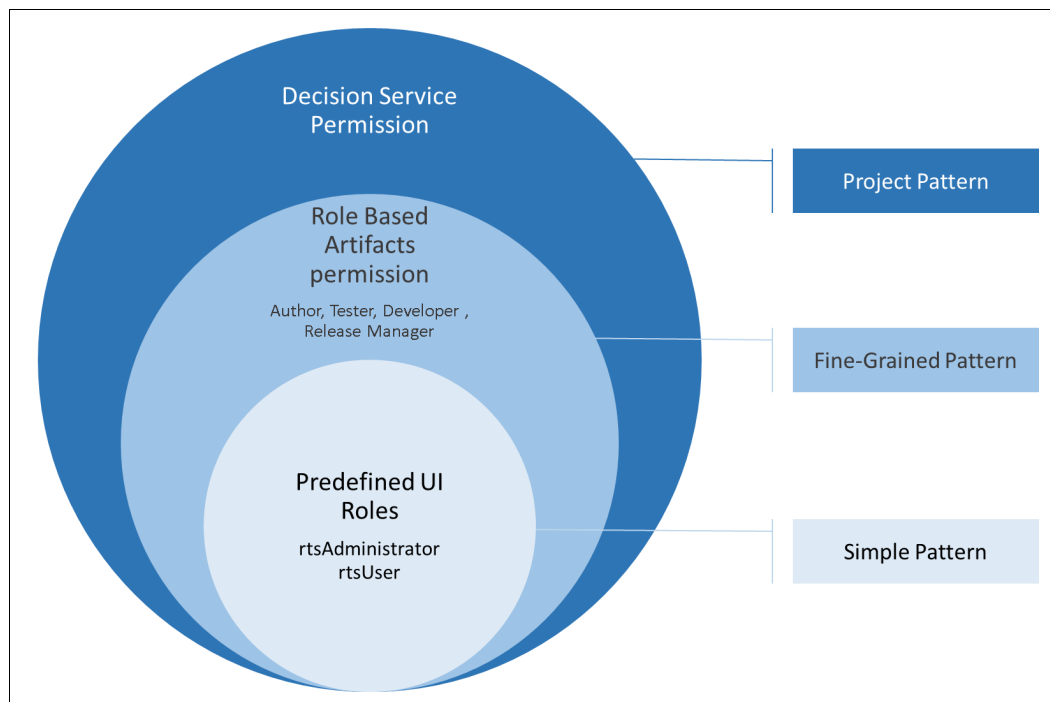 Decision Service
Permission
Project Pattern
Role Based
Artifacts
permission
Author, Tester, Developer ,
Release Manager
Fine-Grained Pattern
Predefined UI
Roles
rtsAdministrator
rtsUser
Simple Pattern